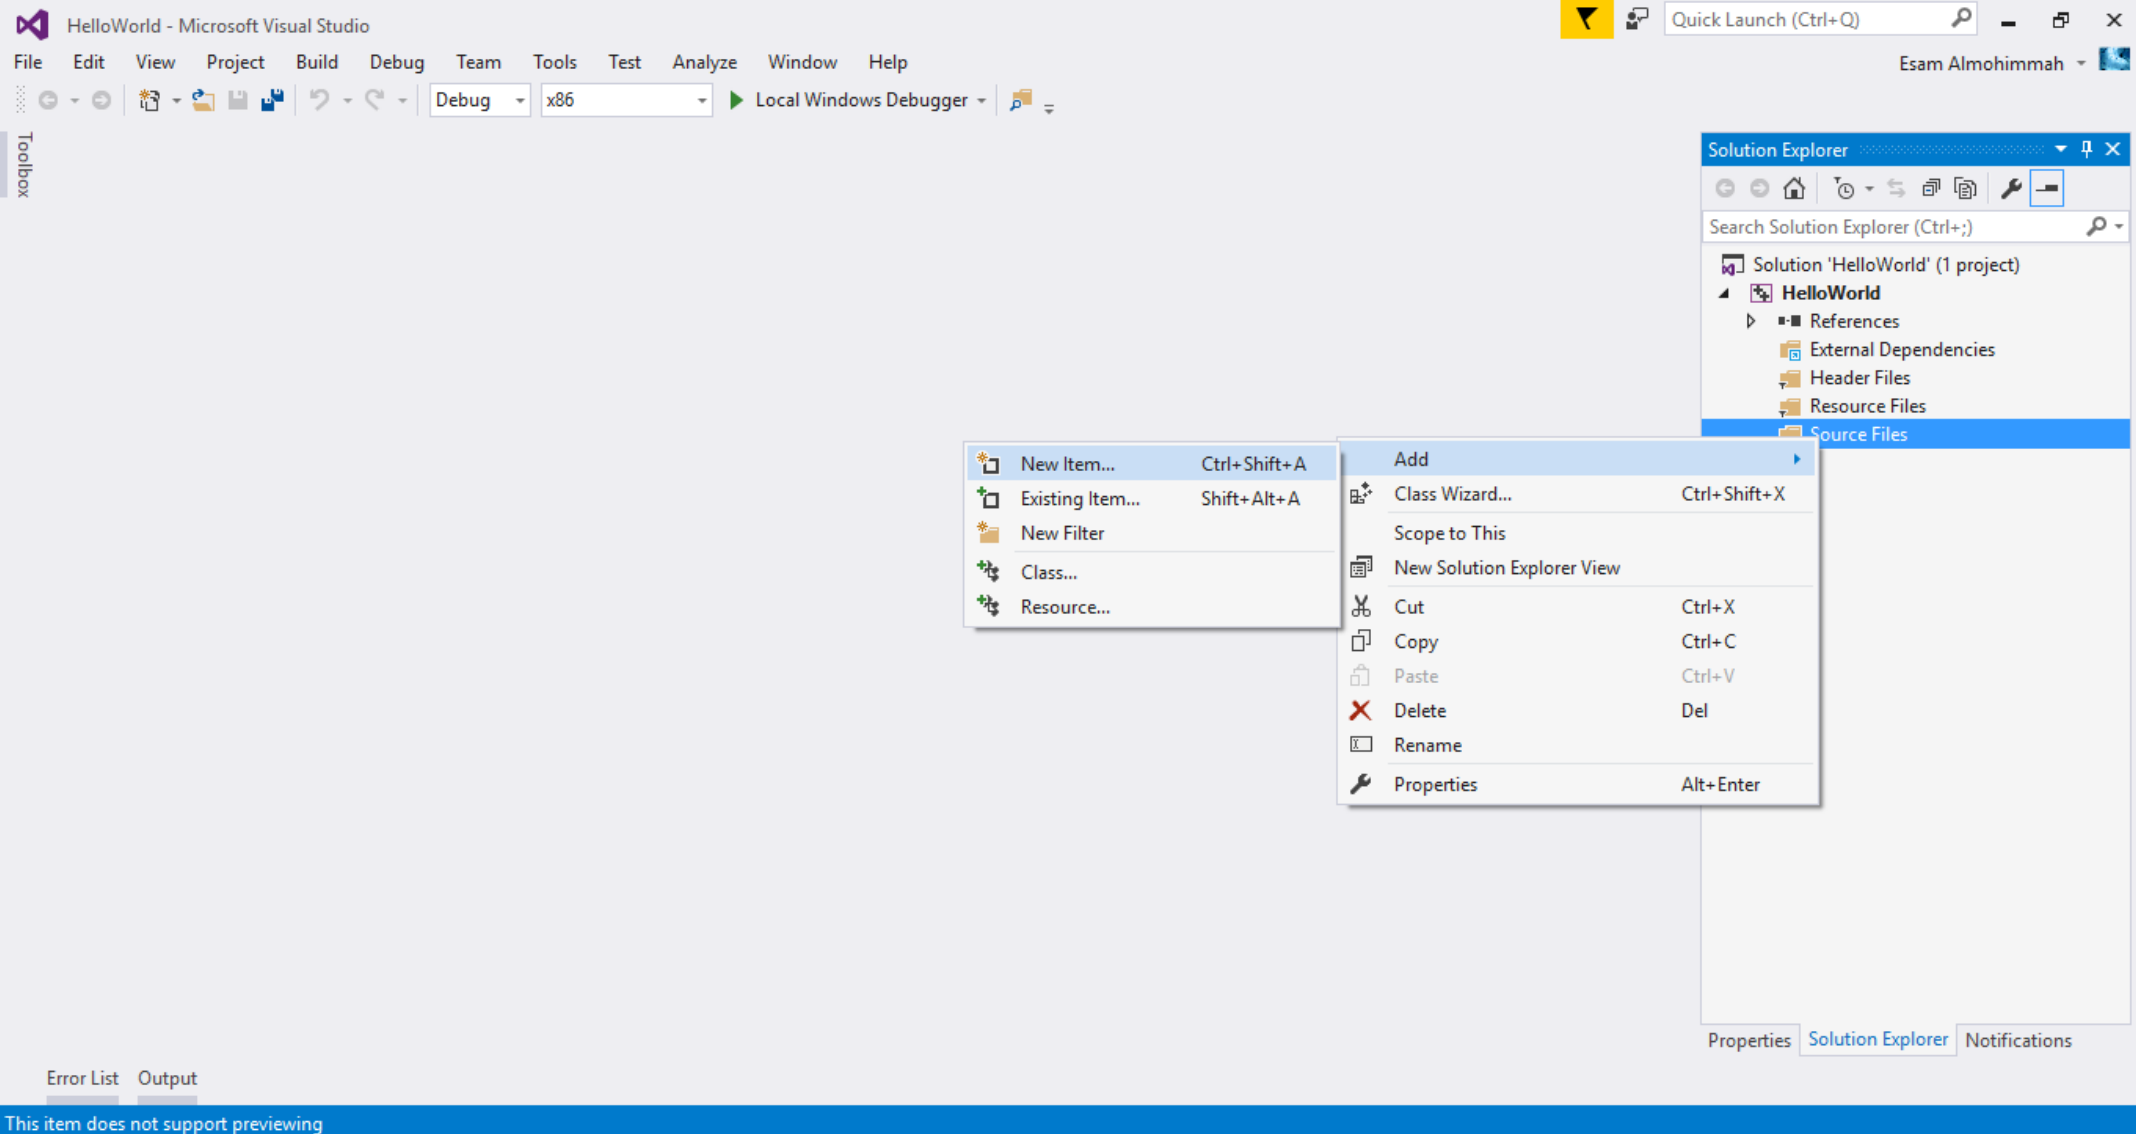 HelloWorld - Microsoft Visual Studio
Quick Launch (Ctrl+Q)
File Edit View Project Build Debug Team Tools Test Analyze Window Help
Esam Almohimmah
Debug x86 Local Windows Debugger
Toolbox
Solution Explorer
Search Solution Explorer (Ctrl+;)
Solution 'HelloWorld' (1 project)
HelloWorld
References
External Dependencies
Header Files
Resource Files
Source Files
Add
Class Wizard... Ctrl+Shift+X
Scope to This
New Solution Explorer View
Cut Ctrl+X
Copy Ctrl+C
Paste Ctrl+V
Delete Del
Rename
Properties Alt+Enter
New Item... Ctrl+Shift+A
Existing Item... Shift+Alt+A
New Filter
Class...
Resource...
Properties Solution Explorer Notifications
Error List Output
This item does not support previewing